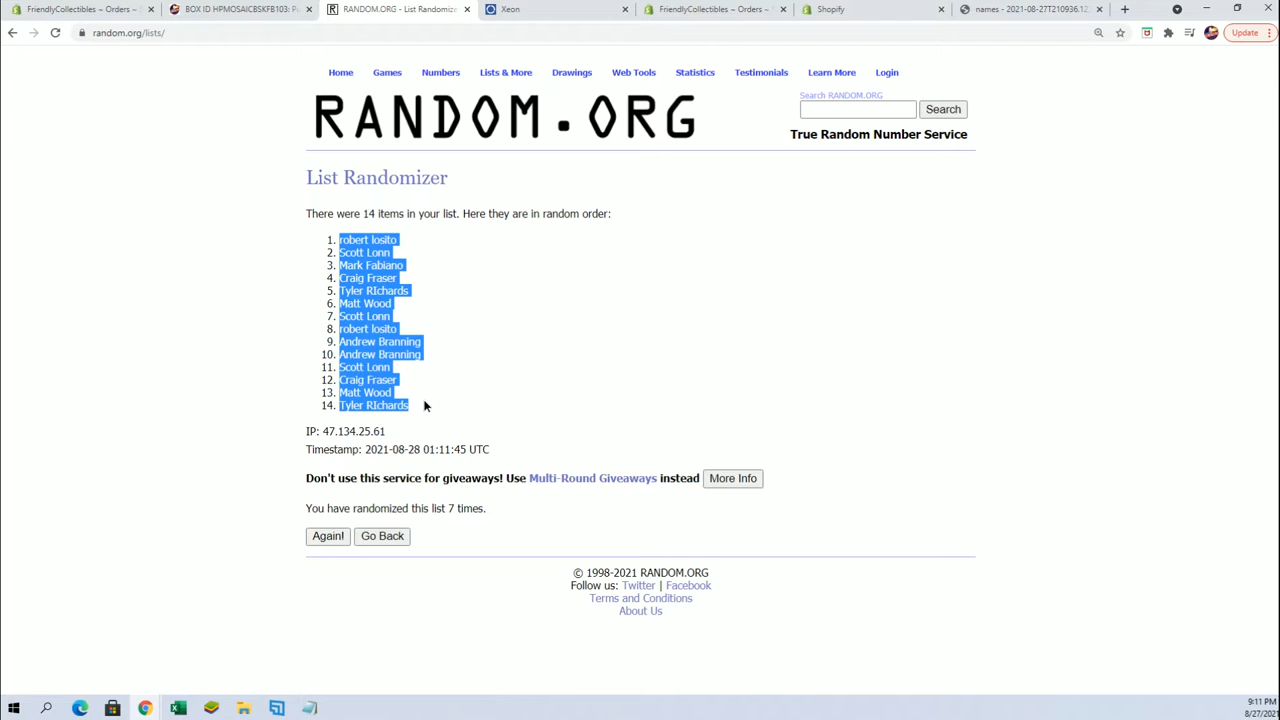 FriendlyCollectibles ~ Orders ~
BOX ID HPMOSAICBSKFB103:
RANDOM.ORG - List Randomizer
Xeon
FriendlyCollectibles ~ Orders ~
Shopify
names - 2021-08-27T210936.12
random.org/lists/
Update
Home Games Numbers Lists & More Drawings Web Tools Statistics Testimonials Learn More Login
RANDOM.ORG
Search RANDOM.ORG
Search
True Random Number Service
List Randomizer
There were 14 items in your list. Here they are in random order:
1. robert losito
2. Scott Lonn
3. Mark Fabiano
4. Craig Fraser
5. Tyler RIchards
6. Matt Wood
7. Scott Lonn
8. robert losito
9. Andrew Branning
10. Andrew Branning
11. Scott Lonn
12. Craig Fraser
13. Matt Wood
14. Tyler RIchards
IP: 47.134.25.61
Timestamp: 2021-08-28 01:11:45 UTC
Don't use this service for giveaways! Use Multi-Round Giveaways instead More Info
You have randomized this list 7 times.
Again! Go Back
© 1998-2021 RANDOM.ORG
Follow us: Twitter | Facebook
Terms and Conditions
About Us
9:11 PM
8/27/2021